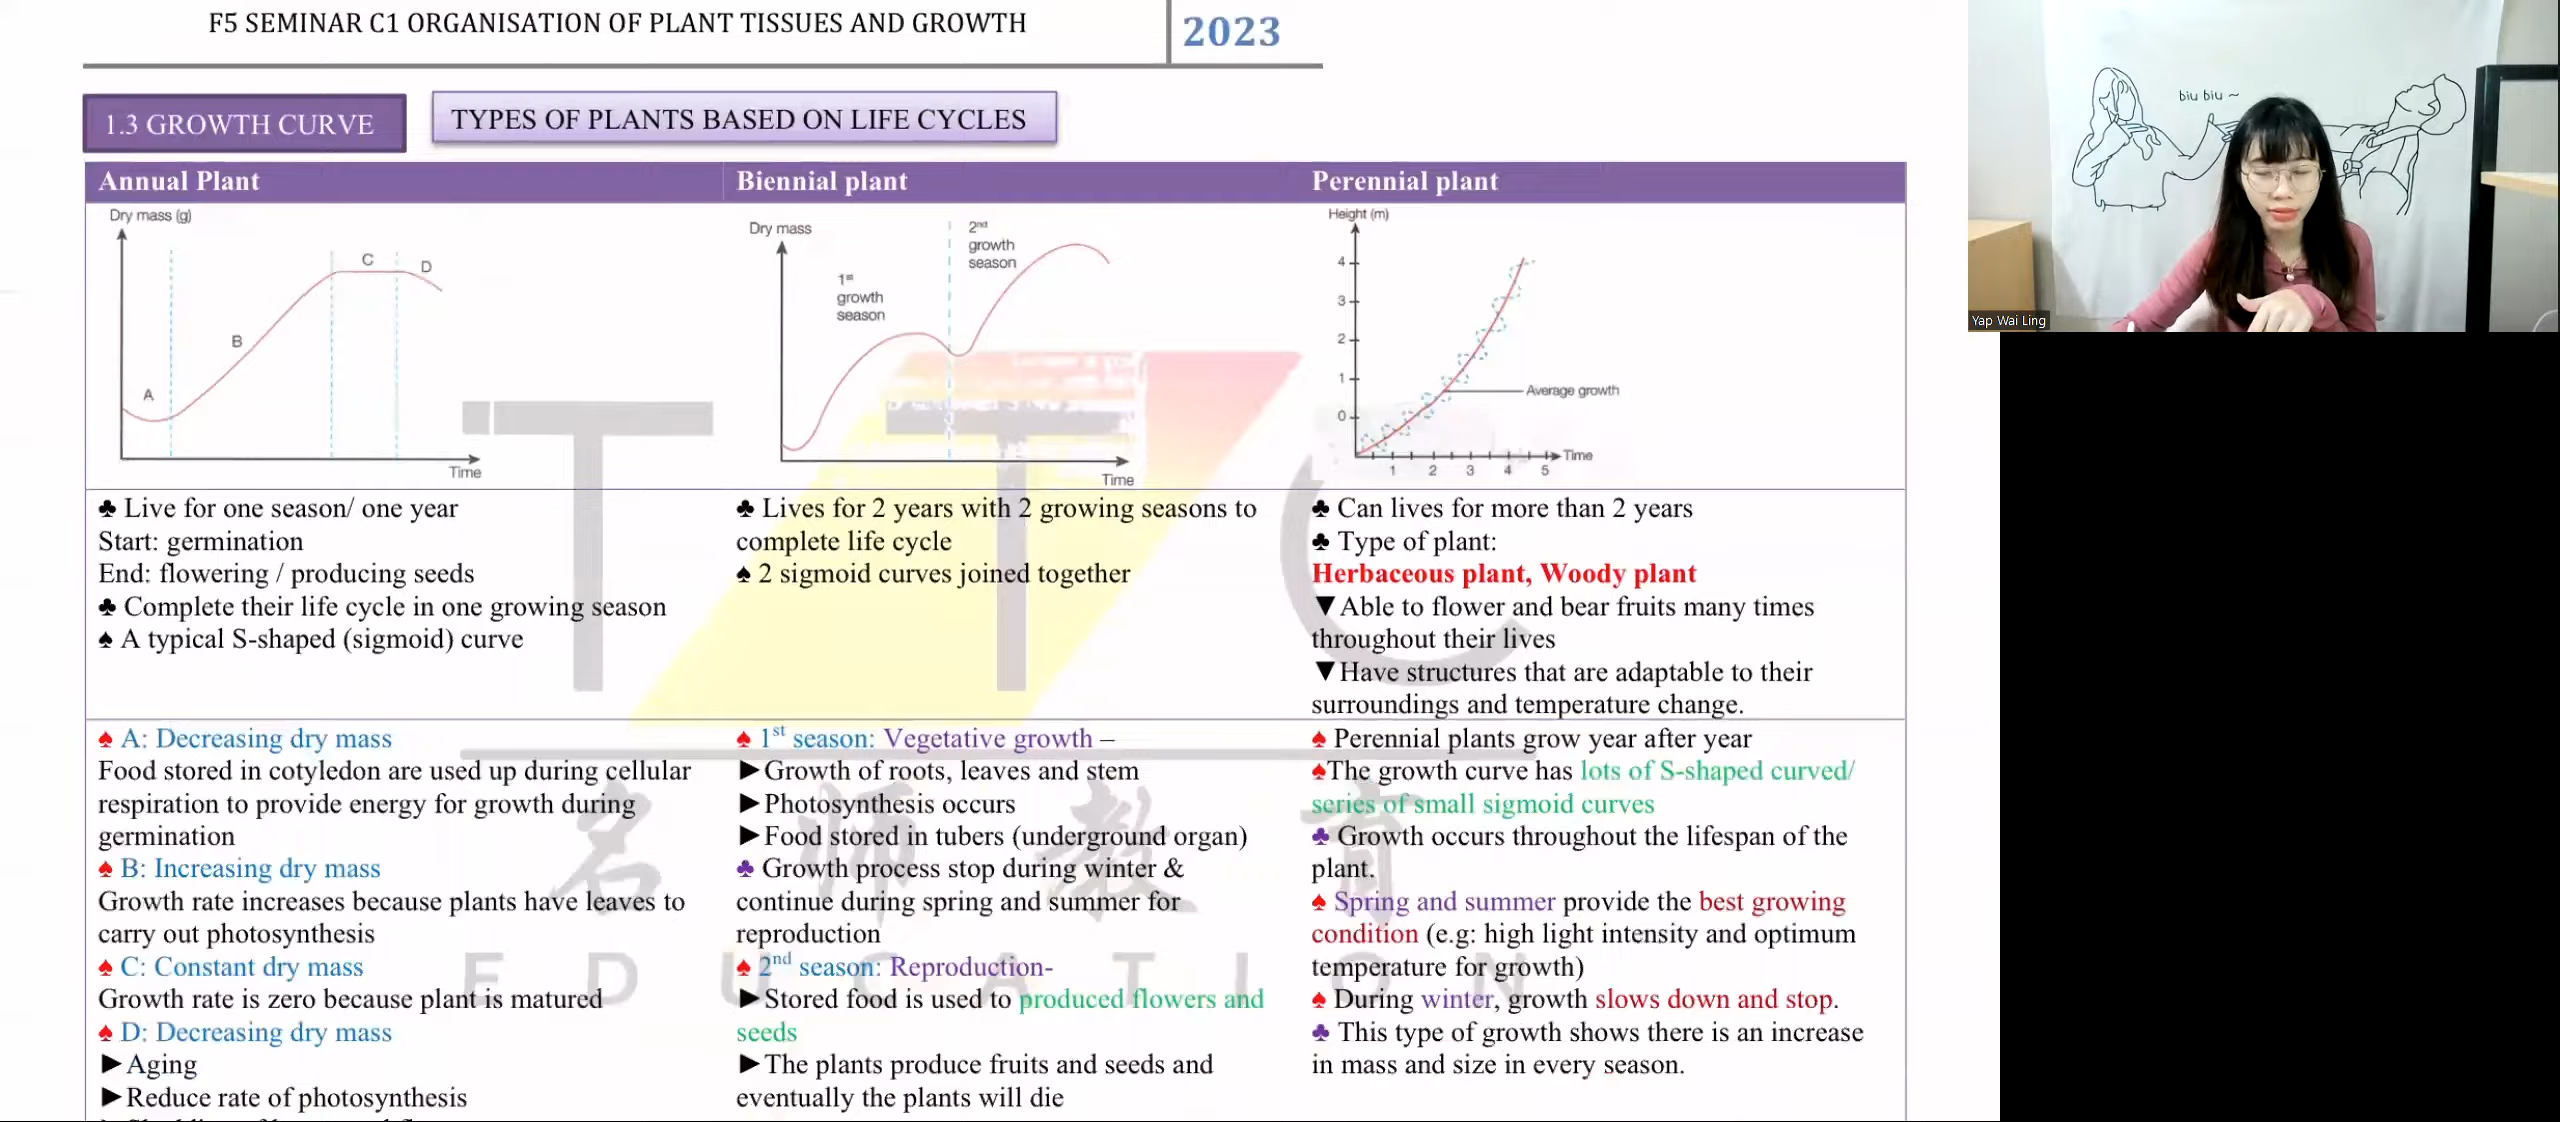 F5 SEMINAR C1 ORGANISATION OF PLANT TISSUES AND GROWTH
2023
1.3 GROWTH CURVE
TYPES OF PLANTS BASED ON LIFE CYCLES
Annual Plant
Dry mass (g)
A
B
C
D
Time
♣ Live for one season/ one year
Start: germination
End: flowering / producing seeds
♣ Complete their life cycle in one growing season
♠ A typical S-shaped (sigmoid) curve
♠ A: Decreasing dry mass
Food stored in cotyledon are used up during cellular
respiration to provide energy for growth during
germination
♠ B: Increasing dry mass
Growth rate increases because plants have leaves to
carry out photosynthesis
♠ C: Constant dry mass
Growth rate is zero because plant is matured
♠ D: Decreasing dry mass
►Aging
►Reduce rate of photosynthesis
Biennial plant
Dry mass
1st
growth
season
2nd
growth
season
Time
♣ Lives for 2 years with 2 growing seasons to
complete life cycle
♠ 2 sigmoid curves joined together
♠ 1st season: Vegetative growth –
►Growth of roots, leaves and stem
►Photosynthesis occurs
►Food stored in tubers (underground organ)
♣ Growth process stop during winter &
continue during spring and summer for
reproduction
♠ 2nd season: Reproduction-
►Stored food is used to produced flowers and
seeds
►The plants produce fruits and seeds and
eventually the plants will die
Perennial plant
Height (m)
4
3
2
1
0
Average growth
Time
1 2 3 4 5
♣ Can lives for more than 2 years
♣ Type of plant:
Herbaceous plant, Woody plant
▼Able to flower and bear fruits many times
throughout their lives
▼Have structures that are adaptable to their
surroundings and temperature change.
♠ Perennial plants grow year after year
♠The growth curve has lots of S-shaped curved/
series of small sigmoid curves
♣ Growth occurs throughout the lifespan of the
plant.
♠ Spring and summer provide the best growing
condition (e.g: high light intensity and optimum
temperature for growth)
♠ During winter, growth slows down and stop.
♣ This type of growth shows there is an increase
in mass and size in every season.
TTC
名师教育
EDUCATION
biu biu ~
Yap Wai Ling